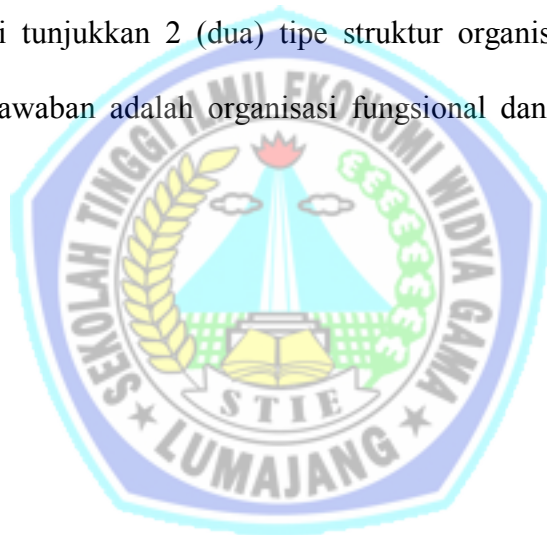 i tunjukkan 2 (dua) tipe struktur organis
awaban adalah organisasi fungsional dan
SEKOLAH TINGGI ILMU EKONOMI WIDYA GAMA
STIE
LUMAJANG